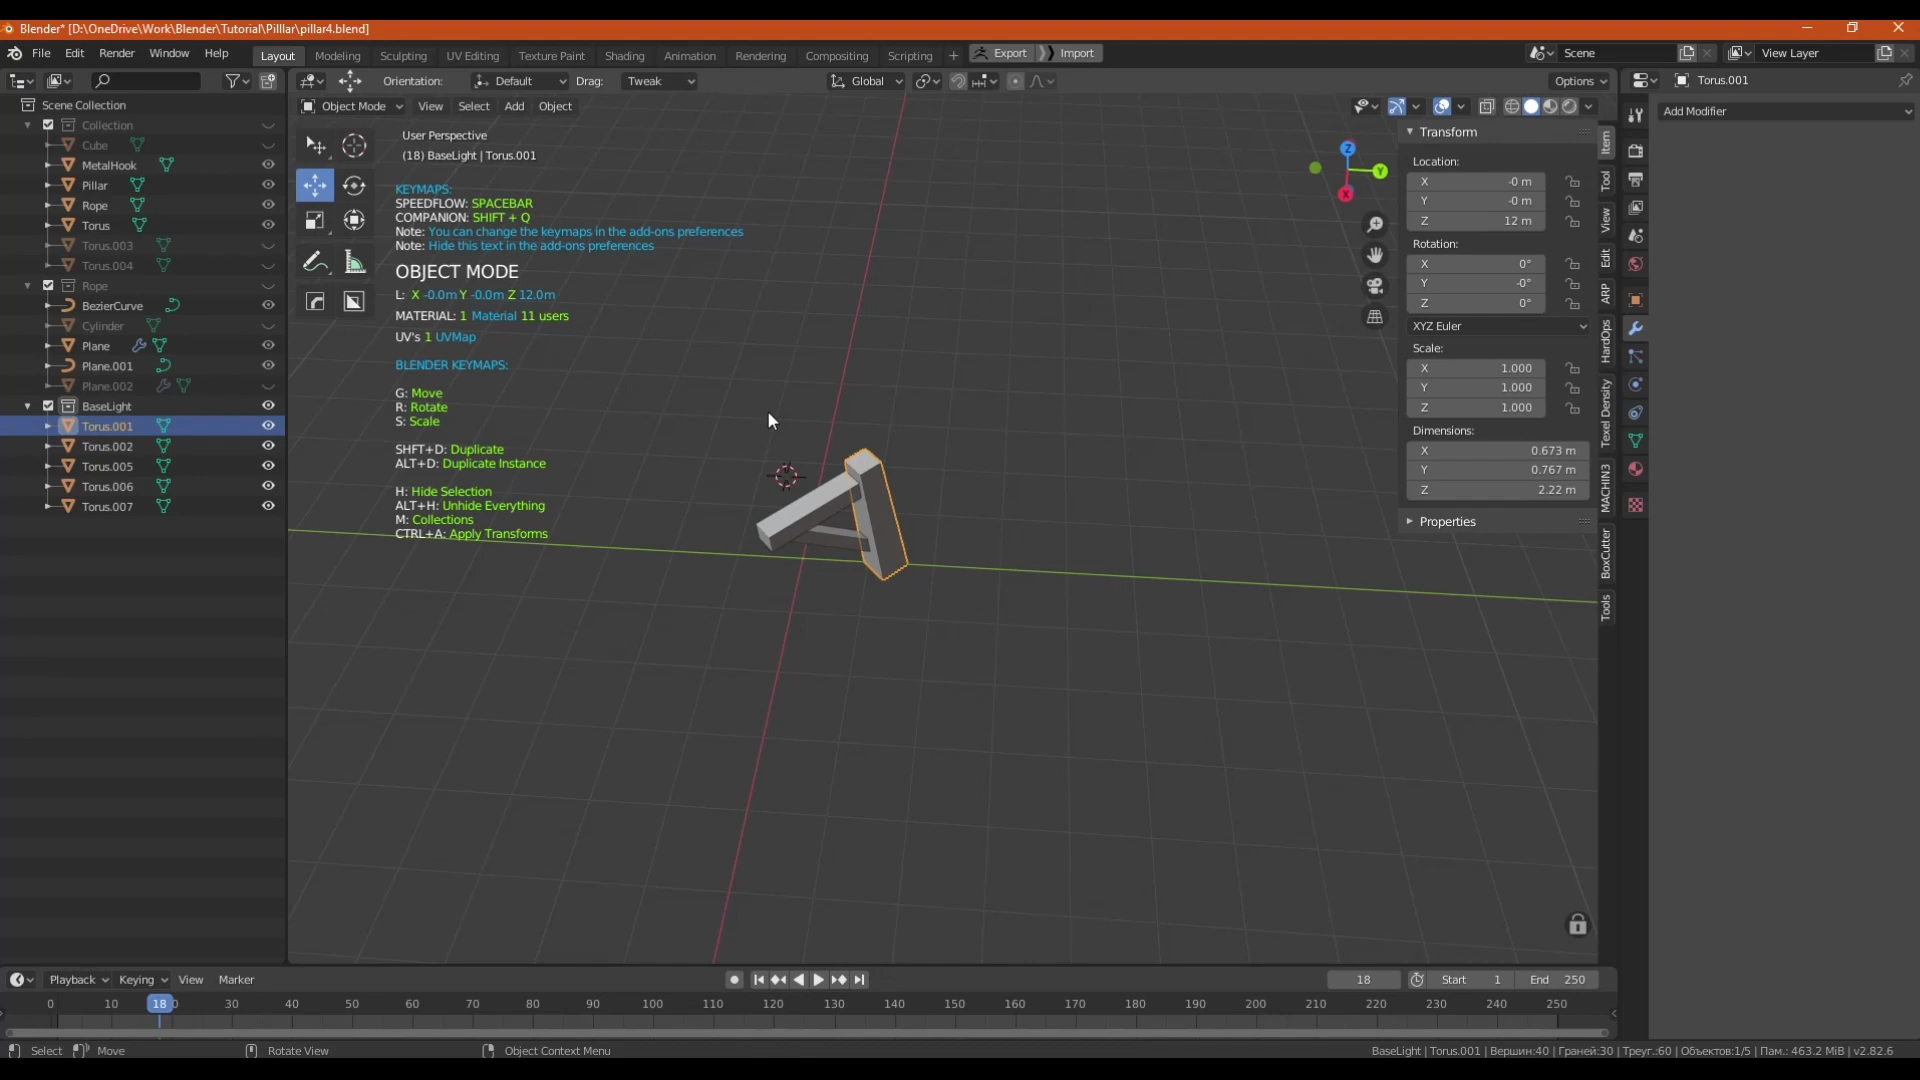 Blender* [D:\OneDrive\Work\Blender\Tutorial\Pilllar\pillar4.blend]
File Edit Render Window Help Layout Modeling Sculpting UV Editing Texture Paint Shading Animation Rendering Compositing Scripting + Export Import Scene View Layer
Orientation: Default Drag: Tweak Global Options Torus.001
Scene Collection
Collection
Cube
MetalHook
Pillar
Rope
Torus
Torus.003
Torus.004
Rope
BezierCurve
Cylinder
Plane
Plane.001
Plane.002
BaseLight
Torus.001
Torus.002
Torus.005
Torus.006
Torus.007
Object Mode View Select Add Object
User Perspective
(18) BaseLight | Torus.001
KEYMAPS:
SPEEDFLOW: SPACEBAR
COMPANION: SHIFT + Q
Note: You can change the keymaps in the add-ons preferences
Note: Hide this text in the add-ons preferences
OBJECT MODE
L: X -0.0m Y -0.0m Z 12.0m
MATERIAL: 1 Material 11 users
UV's 1 UVMap
BLENDER KEYMAPS:
G: Move
R: Rotate
S: Scale
SHFT+D: Duplicate
ALT+D: Duplicate Instance
H: Hide Selection
ALT+H: Unhide Everything
M: Collections
CTRL+A: Apply Transforms
Z
Y
X
Transform
Location:
X -0 m
Y -0 m
Z 12 m
Rotation:
X 0°
Y -0°
Z 0°
XYZ Euler
Scale:
X 1.000
Y 1.000
Z 1.000
Dimensions:
X 0.673 m
Y 0.767 m
Z 2.22 m
Properties
Item
Tool
View
Edit
ARP
HardOps
Texel Density
MACHIN3
BoxCutter
Tools
Add Modifier
Playback Keying View Marker 18 Start 1 End 250
0 10 18 30 40 50 60 70 80 90 100 110 120 130 140 150 160 170 180 190 200 210 220 230 240 250
Select Move Rotate View Object Context Menu BaseLight | Torus.001 | Вершин:40 | Граней:30 | Треуг.:60 | Объектов:1/5 | Пам.: 463.2 MiB | v2.82.6